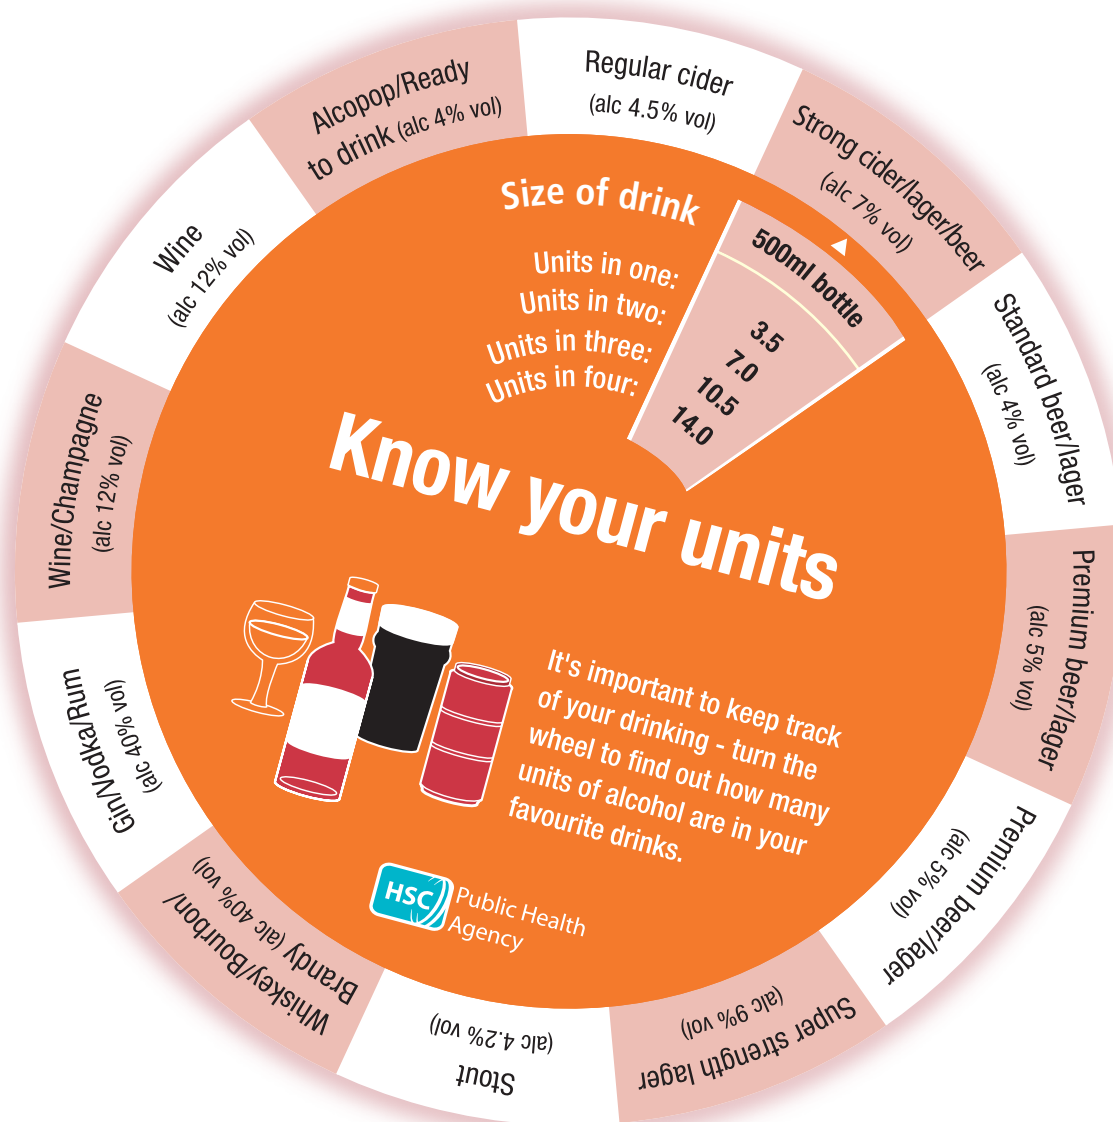 Regular cider
(alc 4.5% vol)
Strong cider/lager/beer
(alc 7% vol)
Standard beer/lager
(alc 4% vol)
Premium beer/lager
(alc 5% vol)
Premium beer/lager
(alc 5% vol)
Super strength lager
(alc 9% vol)
Stout
(alc 4.2% vol)
Whiskey/Bourbon/
Brandy (alc 40% vol)
Gin/Vodka/Rum
(alc 40% vol)
Wine/Champagne
(alc 12% vol)
Wine
(alc 12% vol)
Alcopop/Ready
to drink (alc 4% vol)
Size of drink
500ml bottle
Units in one: 3.5
Units in two: 7.0
Units in three: 10.5
Units in four: 14.0
Know your units
It's important to keep track
of your drinking - turn the
wheel to find out how many
units of alcohol are in your
favourite drinks.
HSC Public Health
Agency